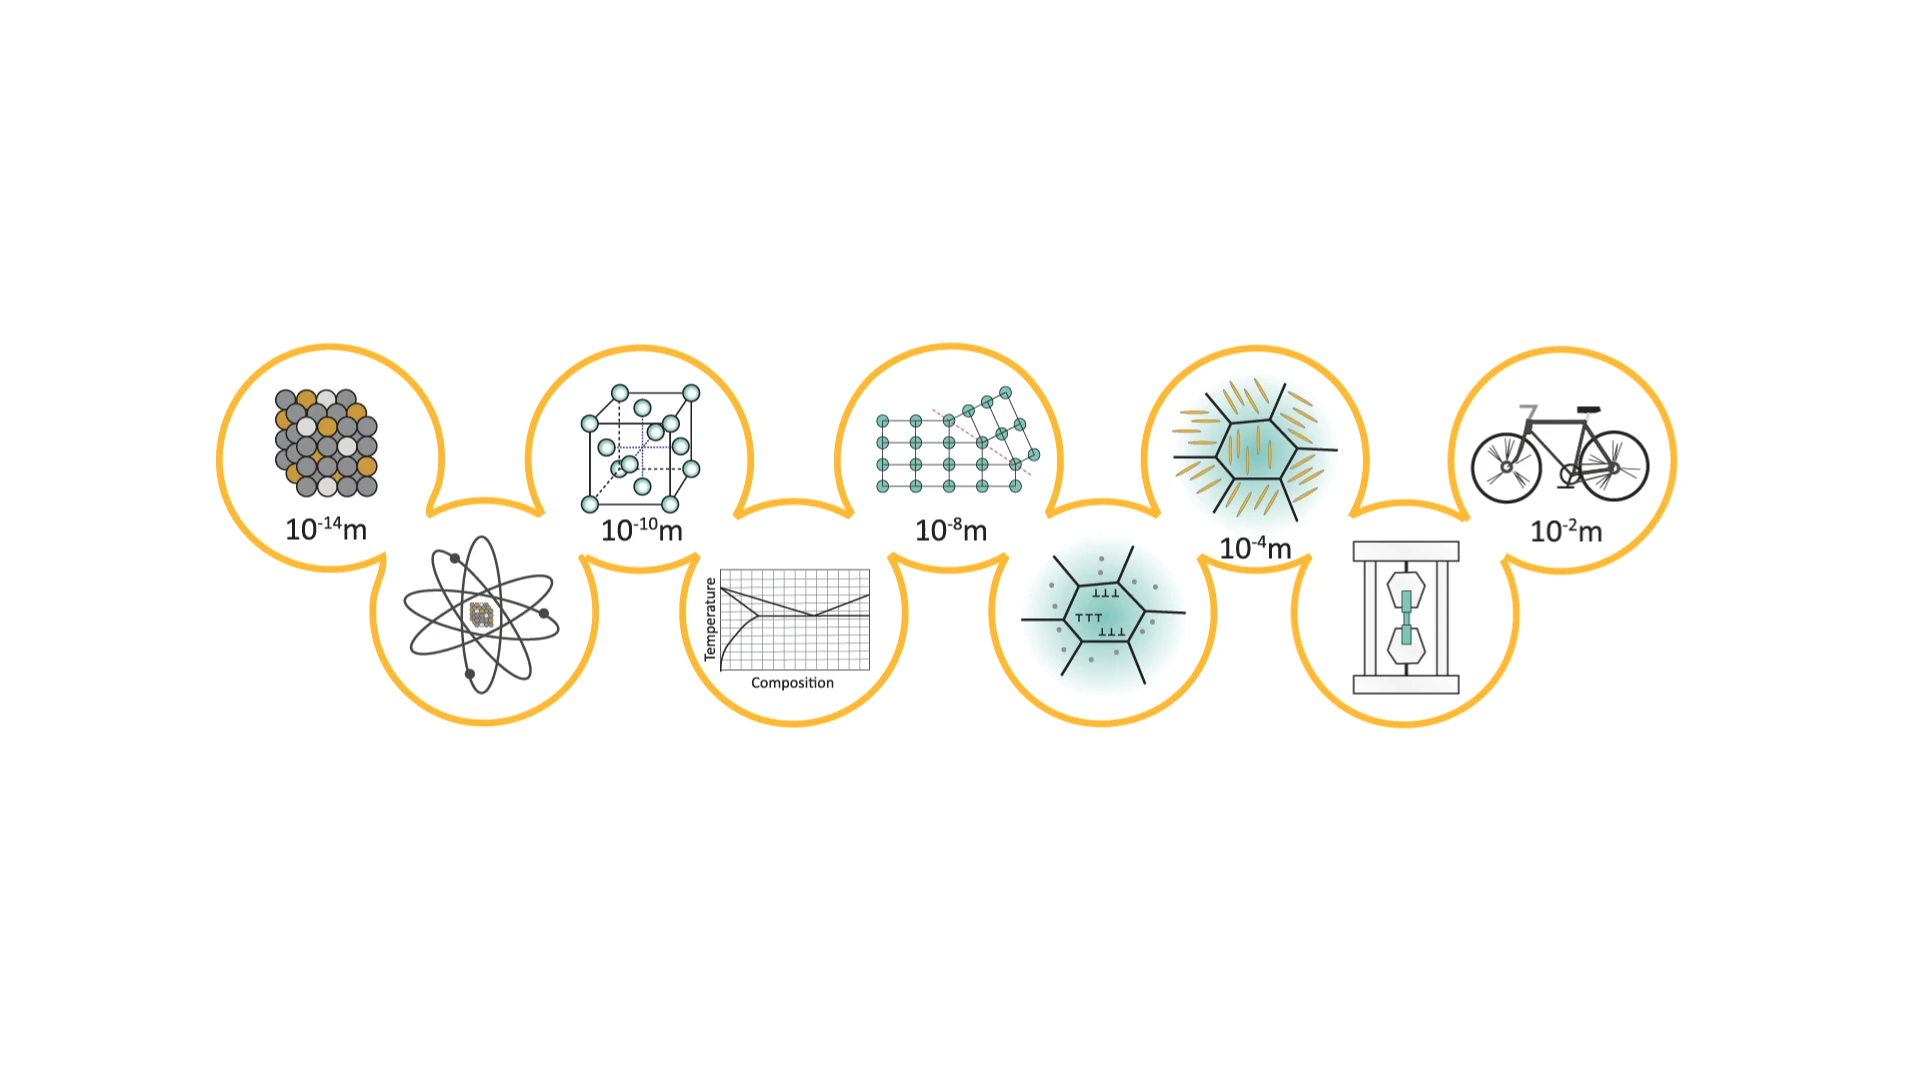 10⁻¹⁴m
10⁻¹⁰m
10⁻⁸m
10⁻⁴m
10⁻²m
Temperature
Composition